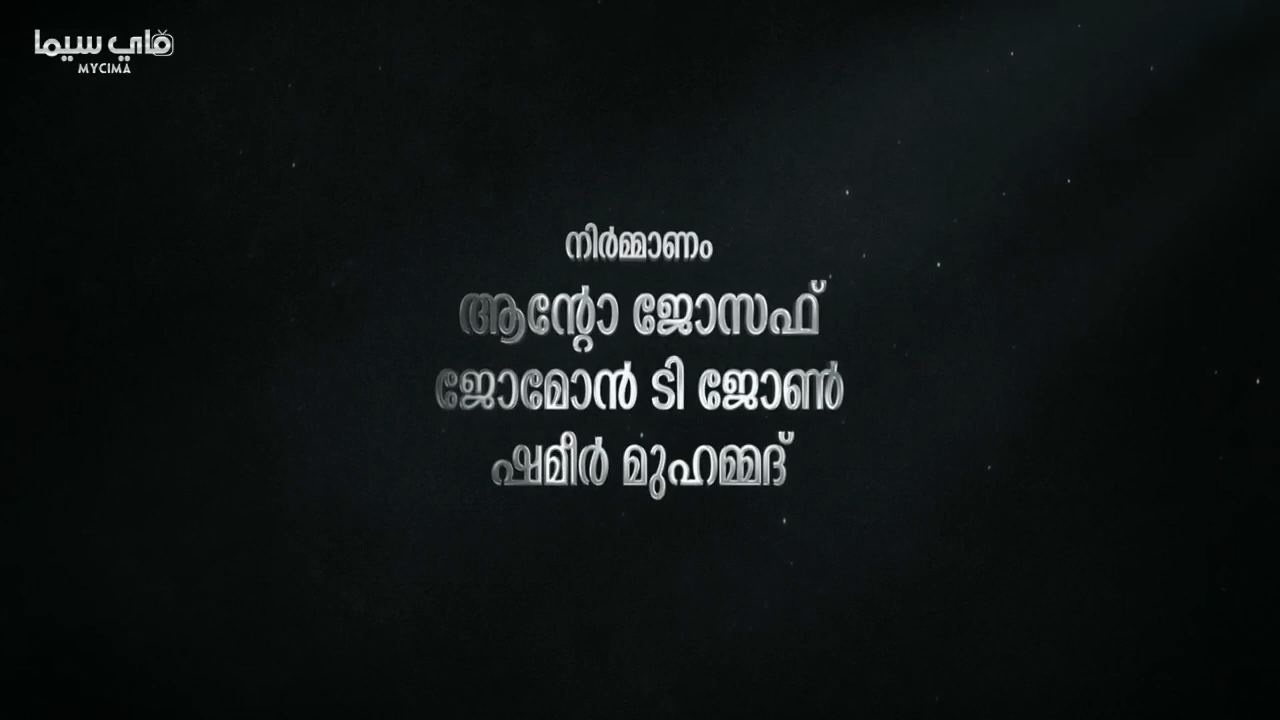 ماي سيما
MYCIMA
നിർമ്മാണം
ആന്റോ ജോസഫ്
ജോമോൻ ടി ജോൺ
ഷമീർ മുഹമ്മദ്